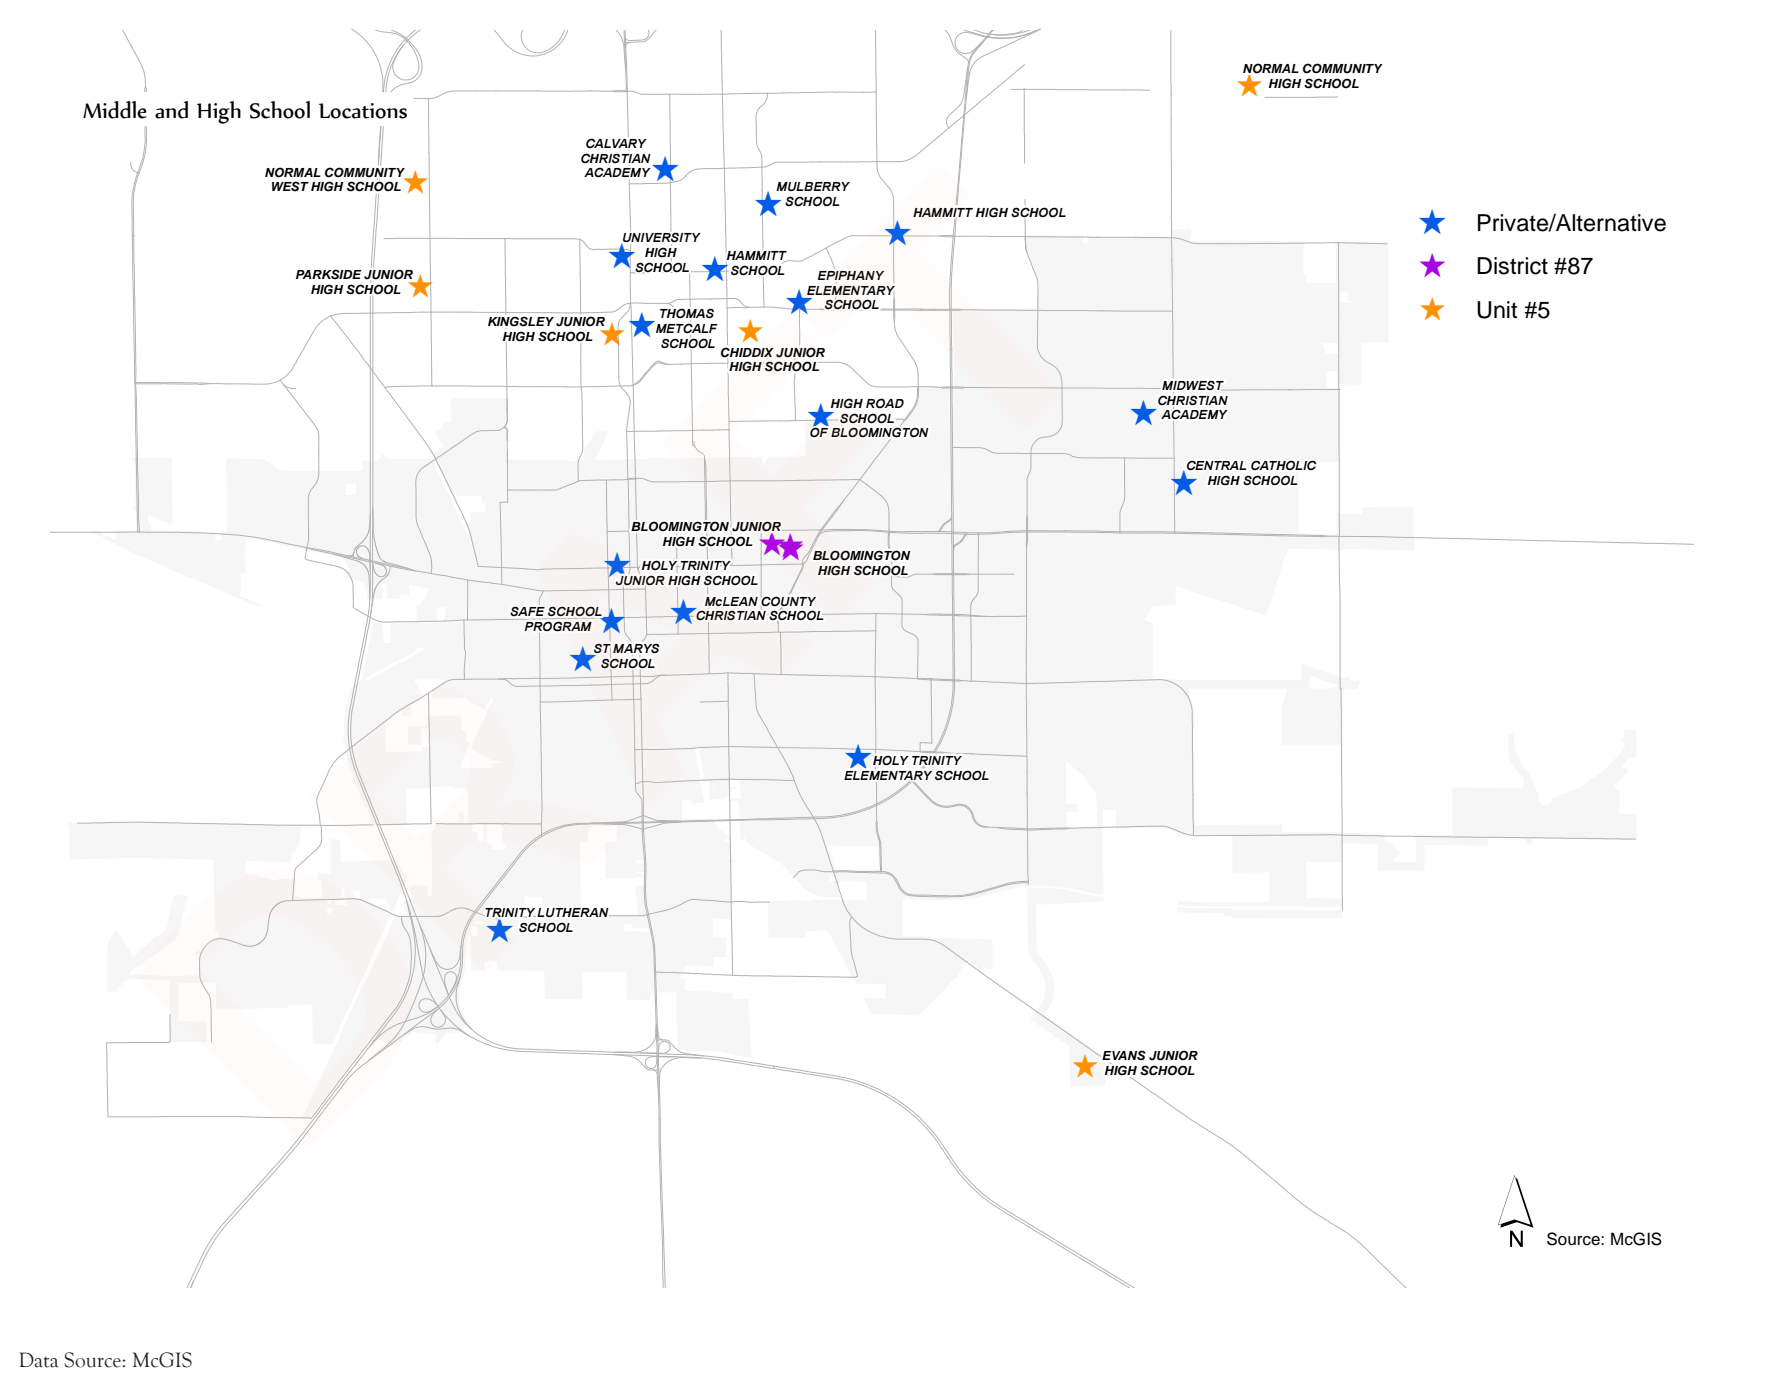 NORMAL COMMUNITY
HIGH SCHOOL
Middle and High School Locations
CALVARY
CHRISTIAN
ACADEMY
NORMAL COMMUNITY
WEST HIGH SCHOOL
MULBERRY
SCHOOL
HAMMITT HIGH SCHOOL
Private/Alternative
District #87
Unit #5
UNIVERSITY
HIGH
SCHOOL
HAMMITT
SCHOOL
PARKSIDE JUNIOR
HIGH SCHOOL
EPIPHANY
ELEMENTARY
SCHOOL
KINGSLEY JUNIOR
HIGH SCHOOL
THOMAS
METCALF
SCHOOL
CHIDDIX JUNIOR
HIGH SCHOOL
MIDWEST
CHRISTIAN
ACADEMY
HIGH ROAD
SCHOOL
OF BLOOMINGTON
CENTRAL CATHOLIC
HIGH SCHOOL
BLOOMINGTON JUNIOR
HIGH SCHOOL
BLOOMINGTON
HIGH SCHOOL
HOLY TRINITY
JUNIOR HIGH SCHOOL
SAFE SCHOOL
PROGRAM
McLEAN COUNTY
CHRISTIAN SCHOOL
ST MARYS
SCHOOL
HOLY TRINITY
ELEMENTARY SCHOOL
TRINITY LUTHERAN
SCHOOL
EVANS JUNIOR
HIGH SCHOOL
N
Source: McGIS
Data Source: McGIS